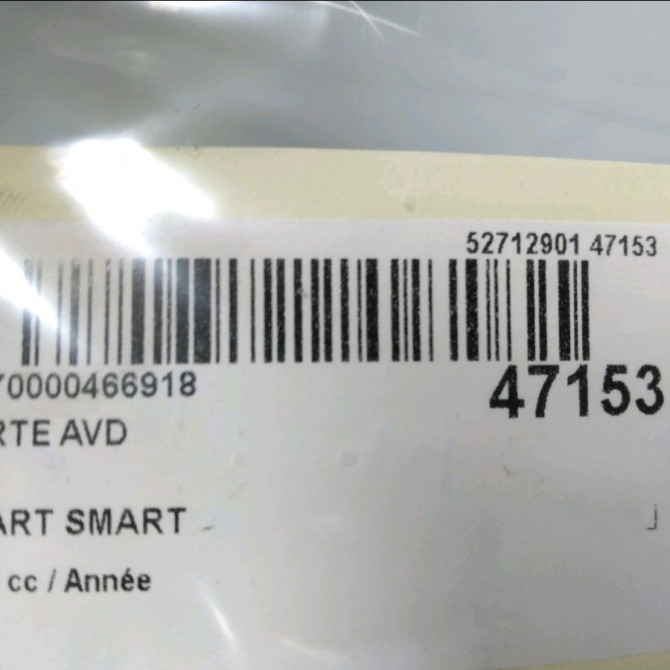 52712901 47153
70000466918
47153
RTE AVD
ART SMART
cc / Année